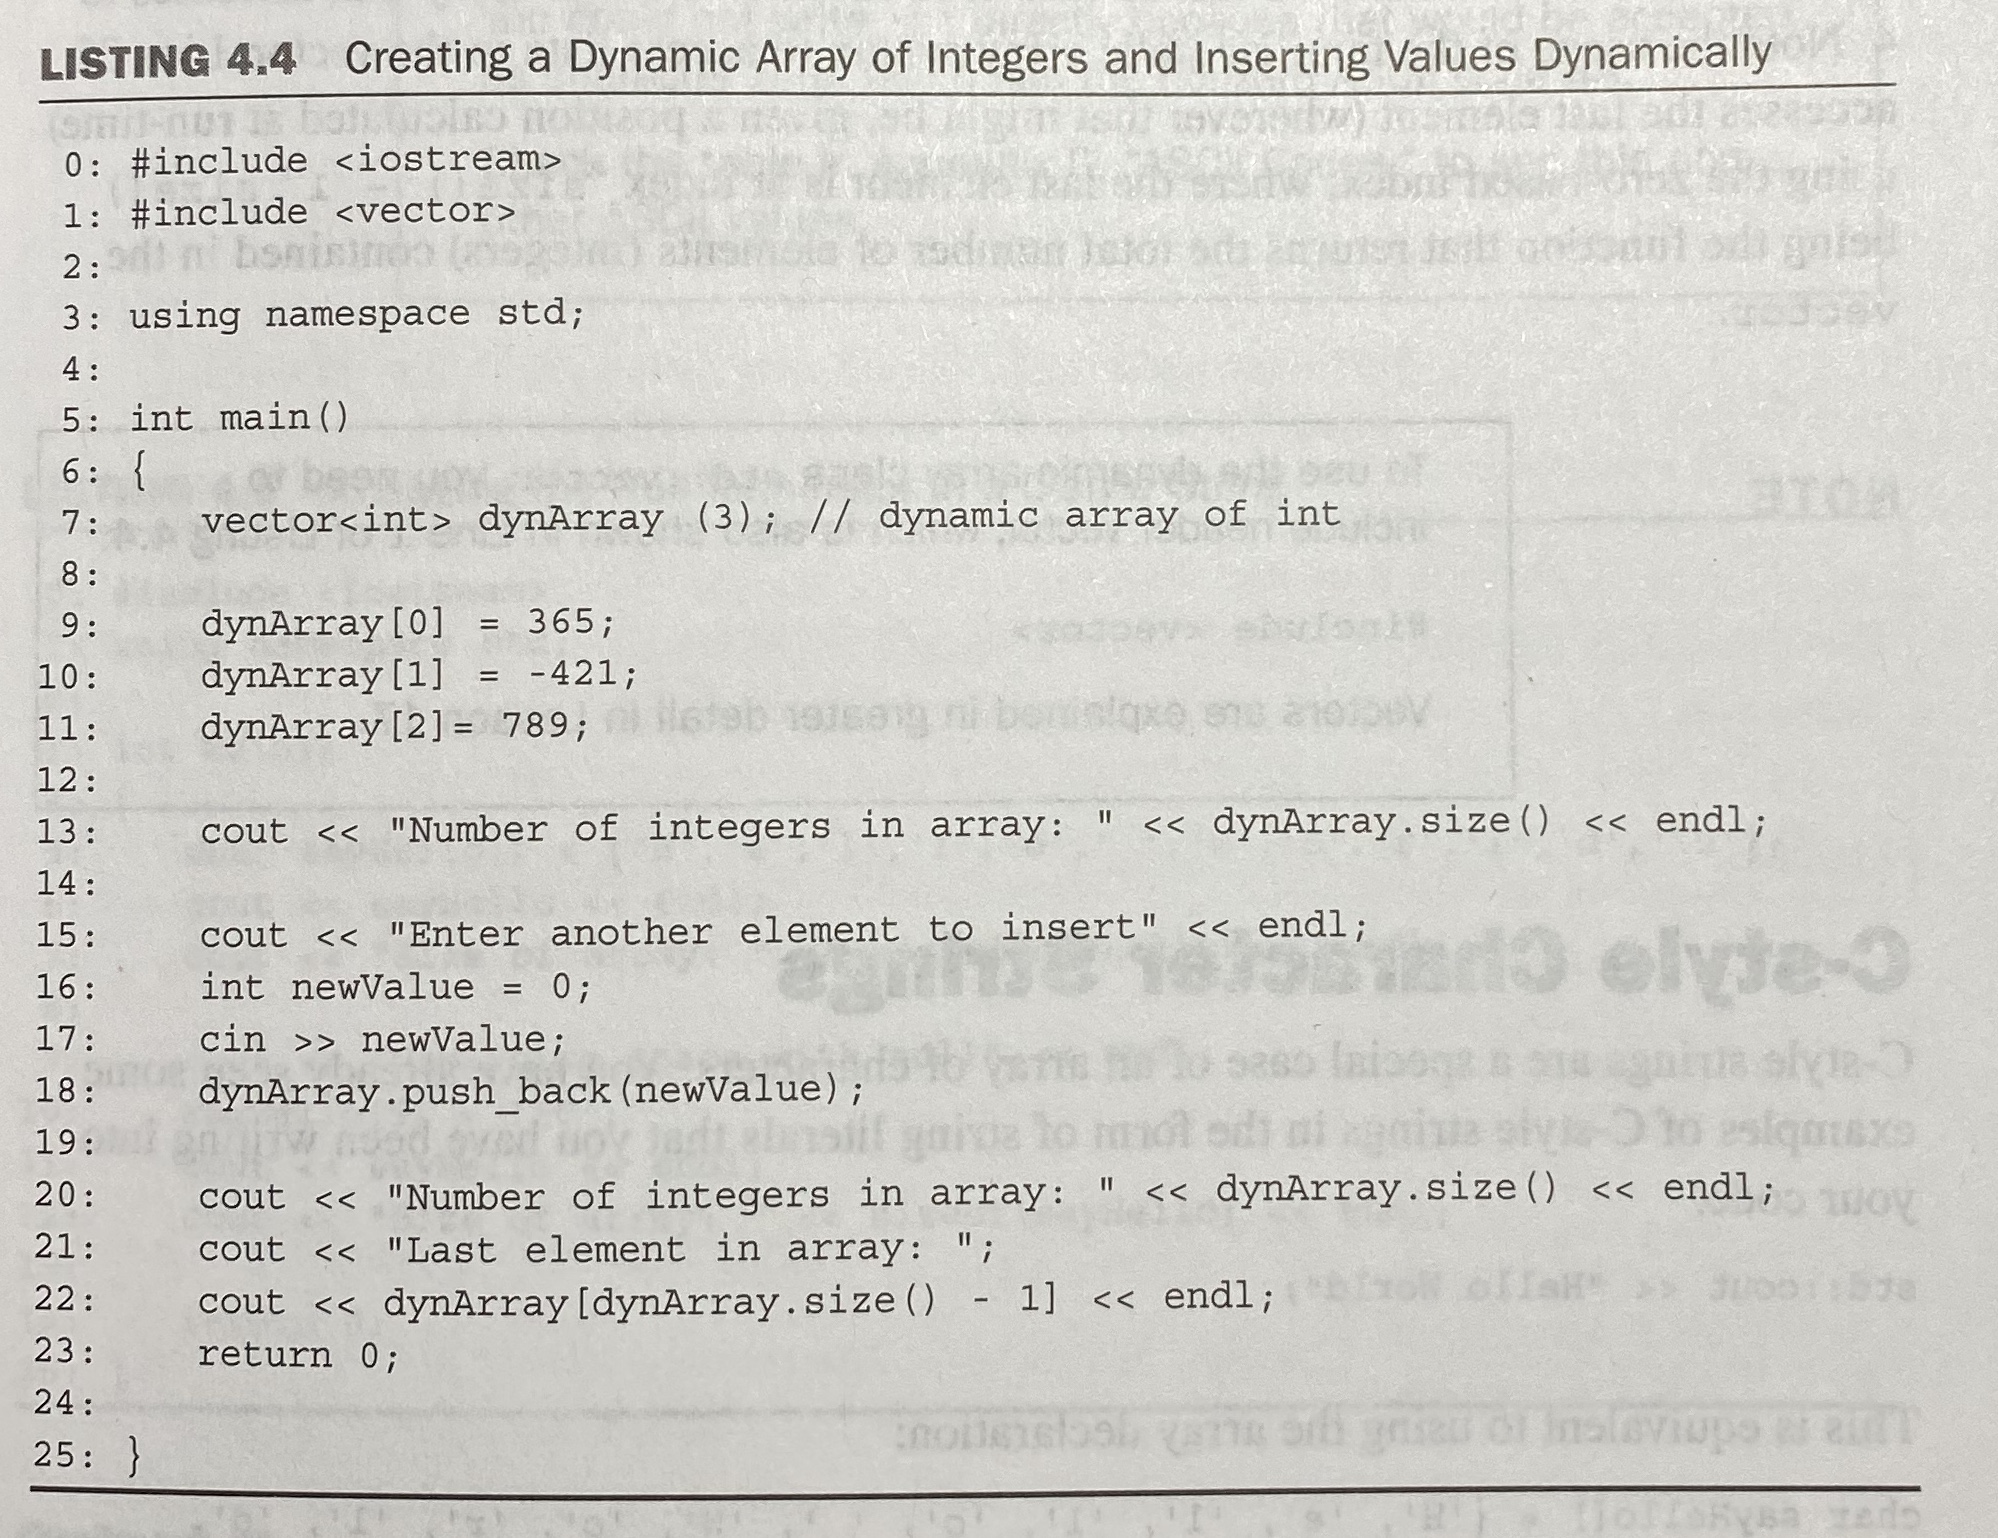 LISTING 4.4 Creating a Dynamic Array of Integers and Inserting Values Dynamically
0: #include <iostream>
1: #include <vector>
2:
3: using namespace std;
4:
5: int main()
6: {
7: vector<int> dynArray (3); // dynamic array of int
8:
9: dynArray[0] = 365;
10: dynArray[1] = -421;
11: dynArray[2]= 789;
12:
13: cout << "Number of integers in array: " << dynArray.size() << endl;
14:
15: cout << "Enter another element to insert" << endl;
16: int newValue = 0;
17: cin >> newValue;
18: dynArray.push_back(newValue);
19:
20: cout << "Number of integers in array: " << dynArray.size() << endl;
21: cout << "Last element in array: ";
22: cout << dynArray[dynArray.size() - 1] << endl;
23: return 0;
24:
25: }